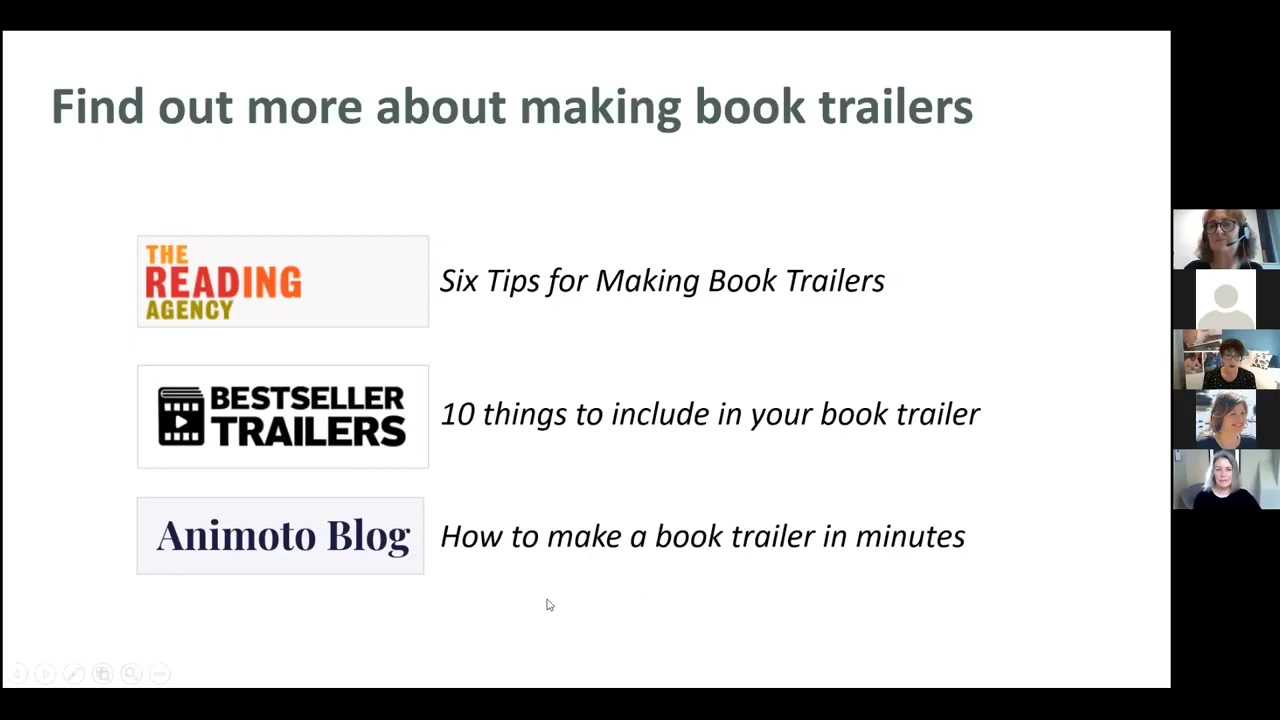 Find out more about making book trailers
THE
READING
AGENCY
Six Tips for Making Book Trailers
BESTSELLER
TRAILERS
10 things to include in your book trailer
Animoto Blog
How to make a book trailer in minutes